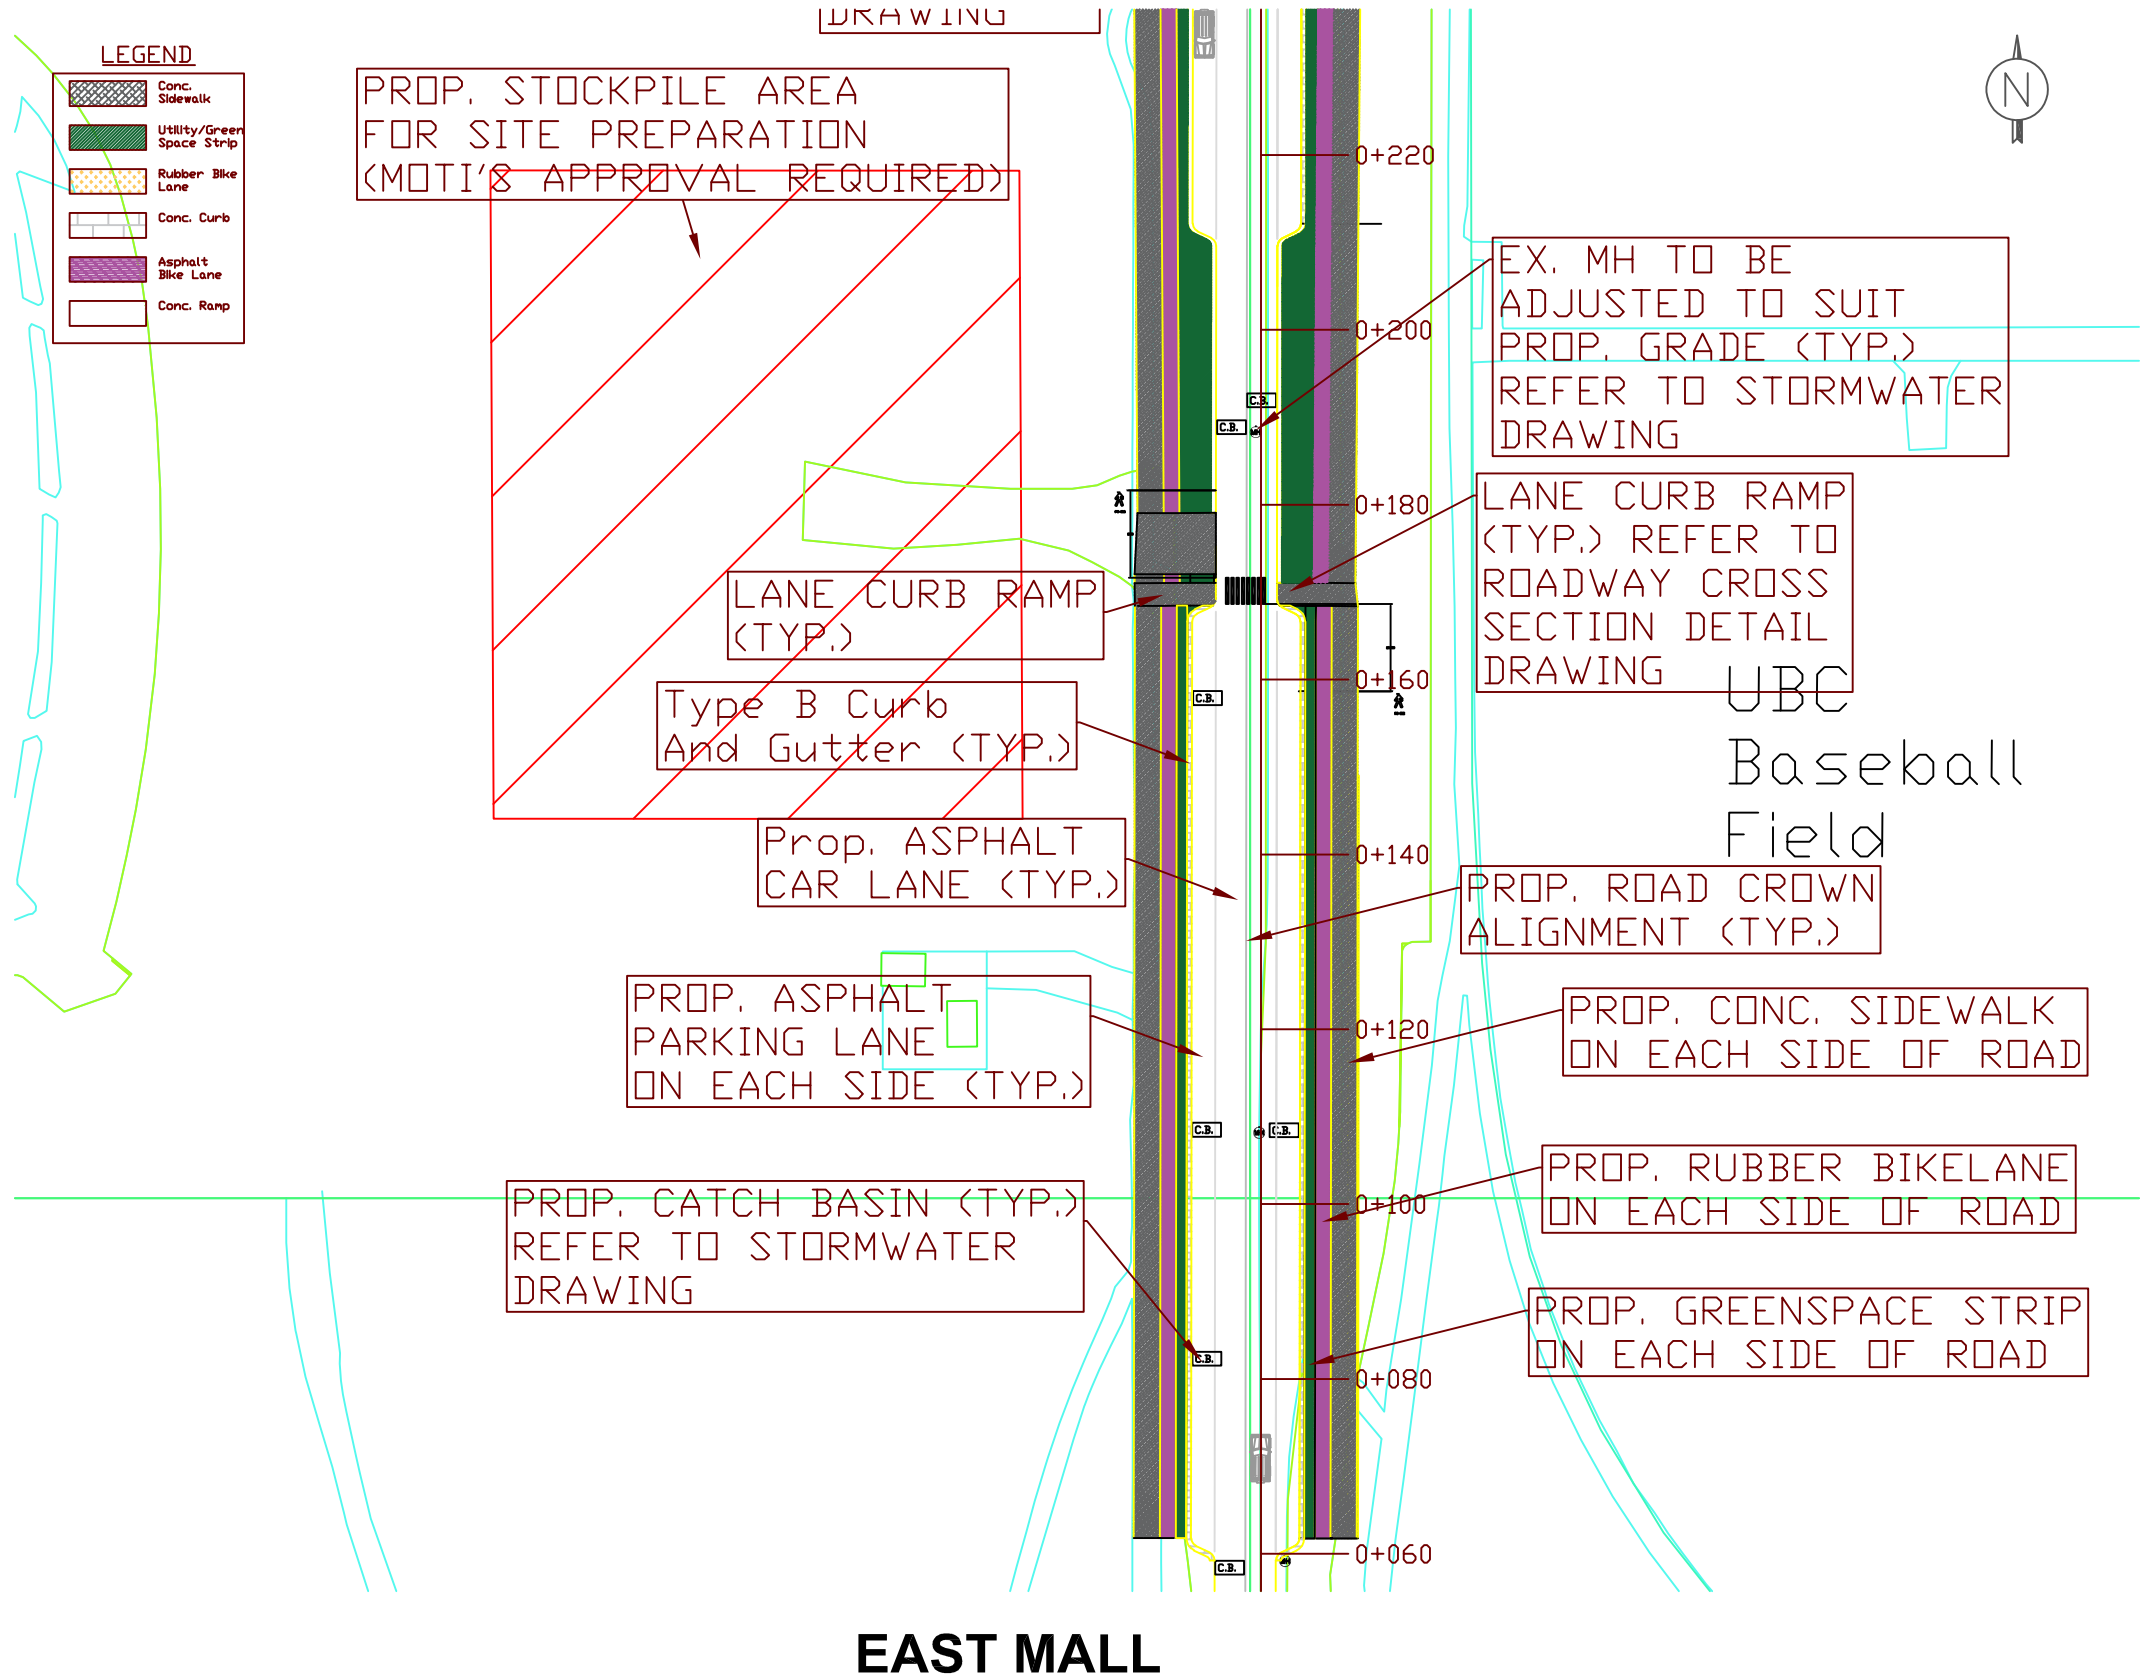 DRAWING
LEGEND
Conc.
Sidewalk
Utility/Green
Space Strip
Rubber Bike
Lane
Conc. Curb
Asphalt
Bike Lane
Conc. Ramp
PROP. STOCKPILE AREA
FOR SITE PREPARATION
(MOTI'S APPROVAL REQUIRED)
N
0+220
EX. MH TO BE
ADJUSTED TO SUIT
PROP. GRADE (TYP.)
REFER TO STORMWATER
DRAWING
0+200
C.B.
C.B.
MH
LANE CURB RAMP
(TYP.) REFER TO
ROADWAY CROSS
SECTION DETAIL
DRAWING
0+180
LANE CURB RAMP
(TYP.)
0+160
C.B.
UBC
Baseball
Field
Type B Curb
And Gutter (TYP.)
Prop. ASPHALT
CAR LANE (TYP.)
0+140
PROP. ROAD CROWN
ALIGNMENT (TYP.)
PROP. ASPHALT
PARKING LANE
ON EACH SIDE (TYP.)
0+120
PROP. CONC. SIDEWALK
ON EACH SIDE OF ROAD
C.B.
MH
C.B.
PROP. RUBBER BIKELANE
ON EACH SIDE OF ROAD
0+100
PROP. CATCH BASIN (TYP.)
REFER TO STORMWATER
DRAWING
PROP. GREENSPACE STRIP
ON EACH SIDE OF ROAD
C.B.
0+080
0+060
C.B.
MH
EAST MALL